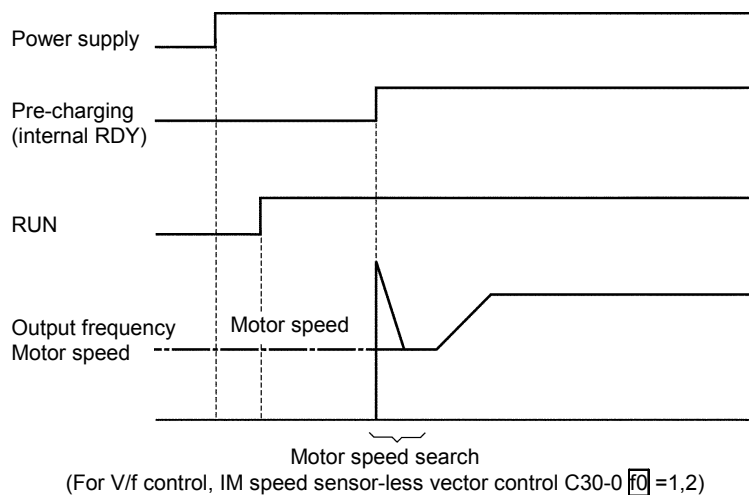 Power supply
Pre-charging
(internal RDY)
RUN
Motor speed
Output frequency
Motor speed
Motor speed search
(For V/f control, IM speed sensor-less vector control C30-0 f0 =1,2)